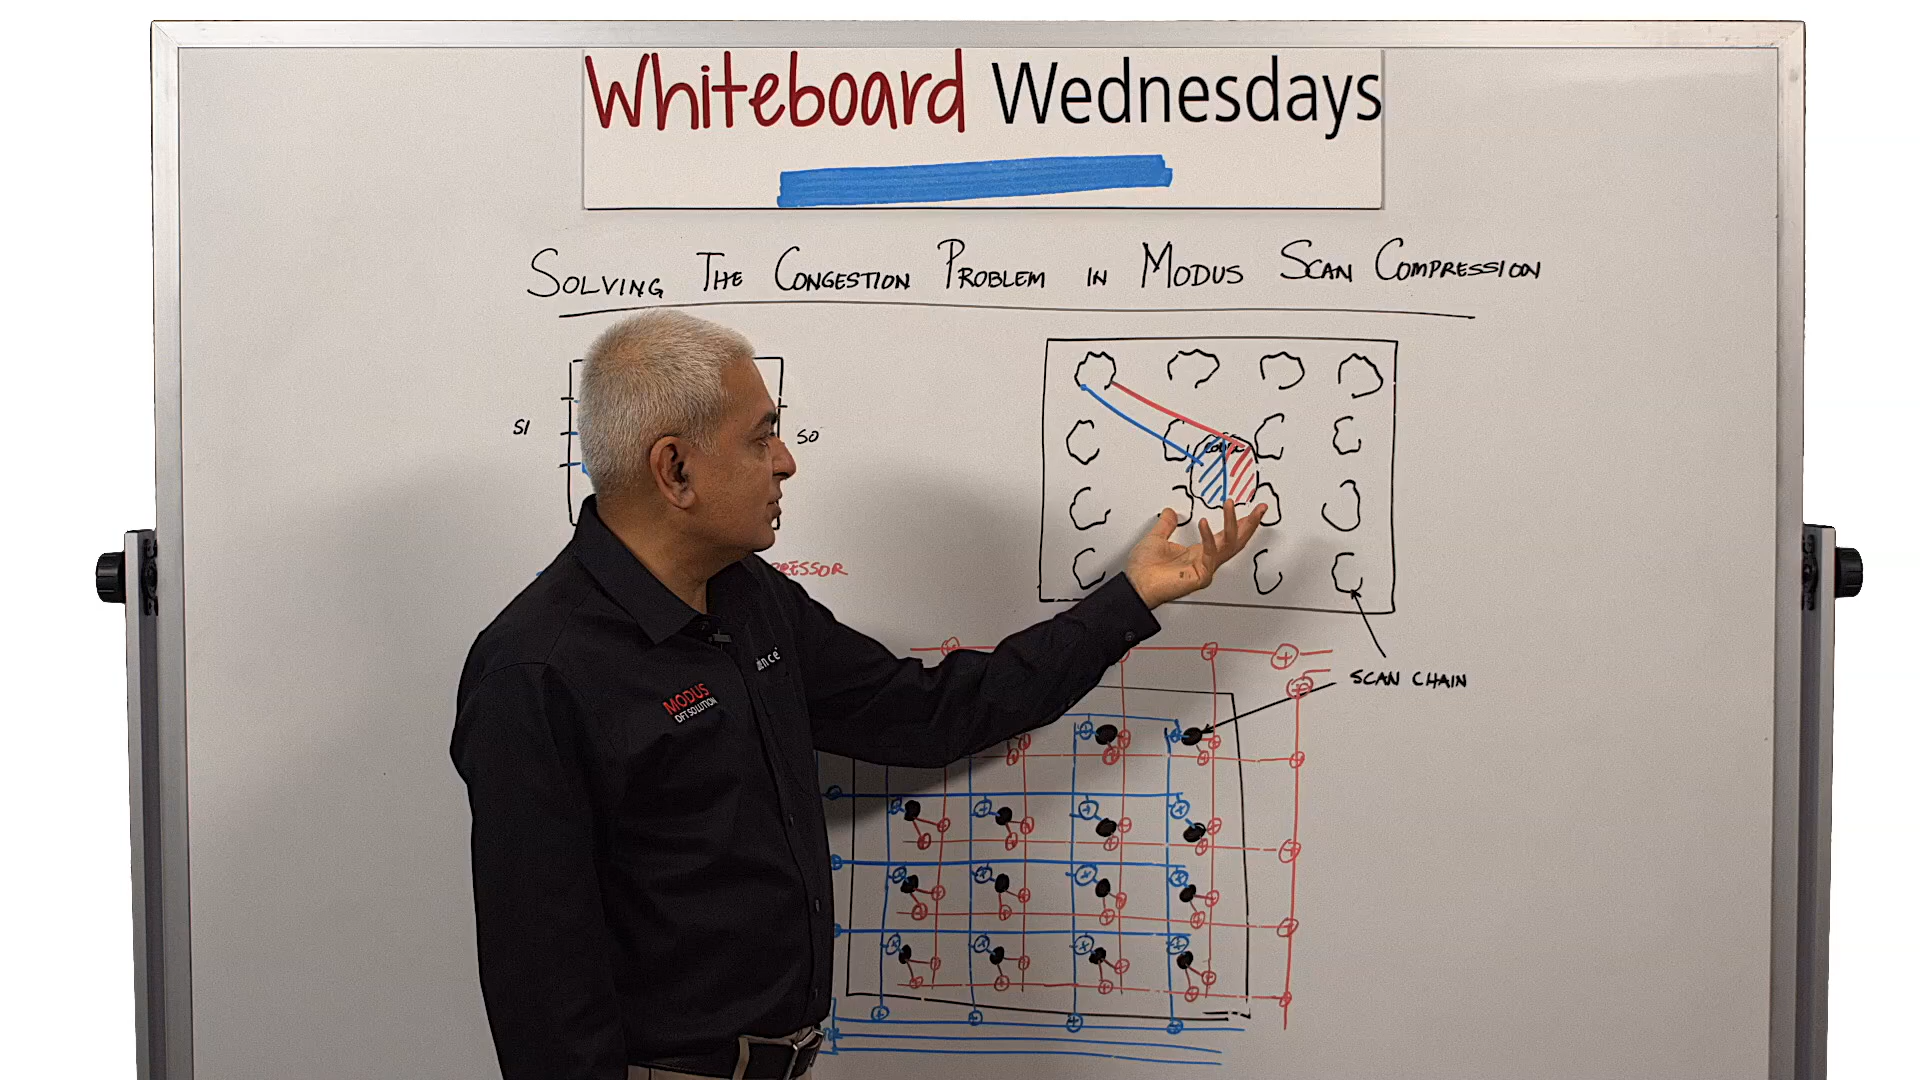 Whiteboard Wednesdays
SOLVING THE CONGESTION PROBLEM IN MODUS SCAN COMPRESSION
SI
SO
PRESSOR
SCAN CHAIN
MODUS
DFT SOLUTION